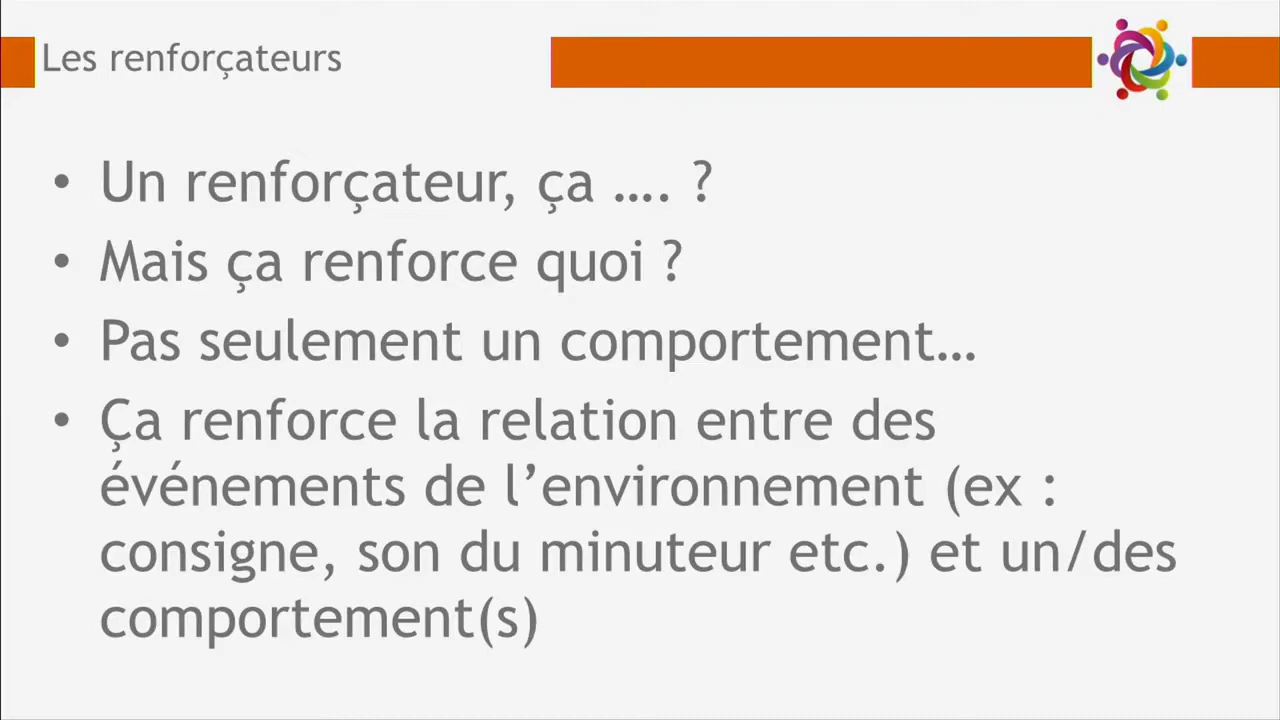 Les renforçateurs
• Un renforçateur, ça …. ?
• Mais ça renforce quoi ?
• Pas seulement un comportement…
• Ça renforce la relation entre des
événements de l’environnement (ex :
consigne, son du minuteur etc.) et un/des
comportement(s)